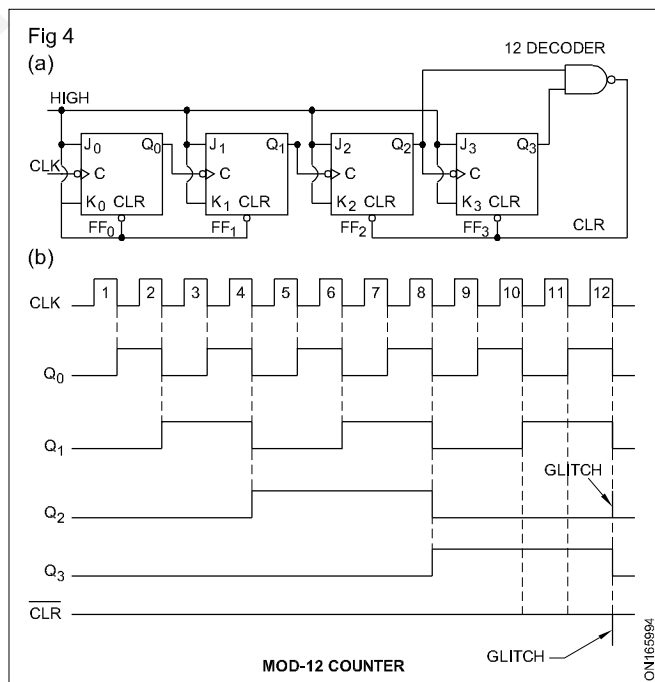 Fig 4
(a)
12 DECODER
HIGH
J0 Q0 J1 Q1 J2 Q2 J3 Q3
CLK C C C C
K0 CLR K1 CLR K2 CLR K3 CLR
FF0 FF1 FF2 FF3 CLR
(b)
CLK 1 2 3 4 5 6 7 8 9 10 11 12
Q0
Q1
GLITCH
Q2
Q3
CLR
GLITCH
MOD-12 COUNTER
ON165994